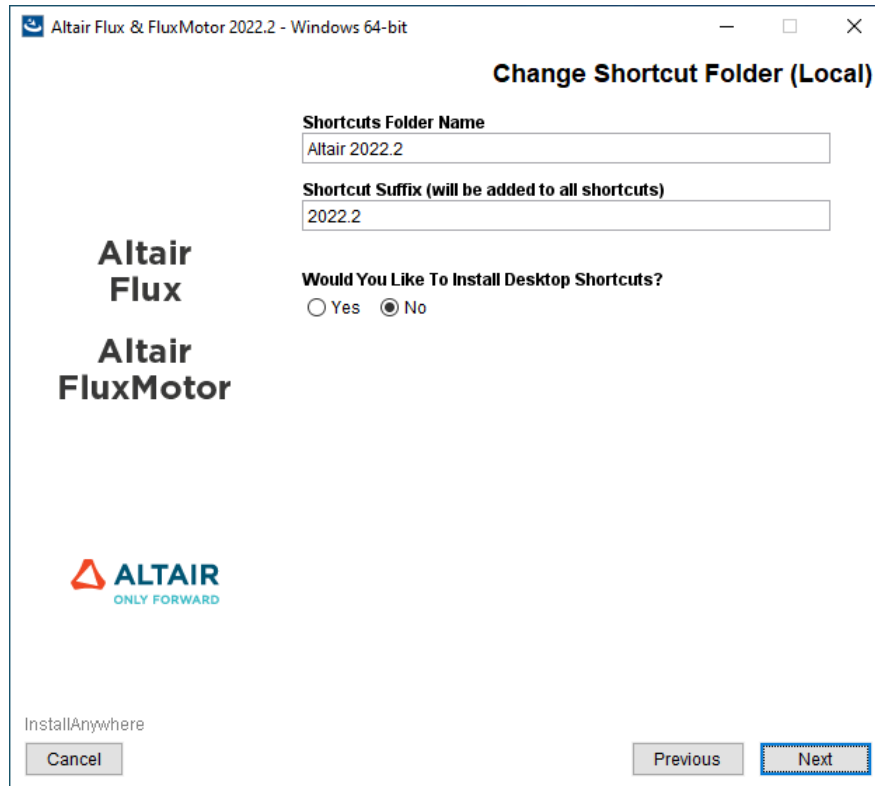 Altair Flux & FluxMotor 2022.2 - Windows 64-bit
Change Shortcut Folder (Local)
Shortcuts Folder Name
Altair 2022.2
Shortcut Suffix (will be added to all shortcuts)
2022.2
Altair
Flux
Would You Like To Install Desktop Shortcuts?
Yes No
Altair
FluxMotor
ALTAIR
ONLY FORWARD
InstallAnywhere
Cancel Previous Next